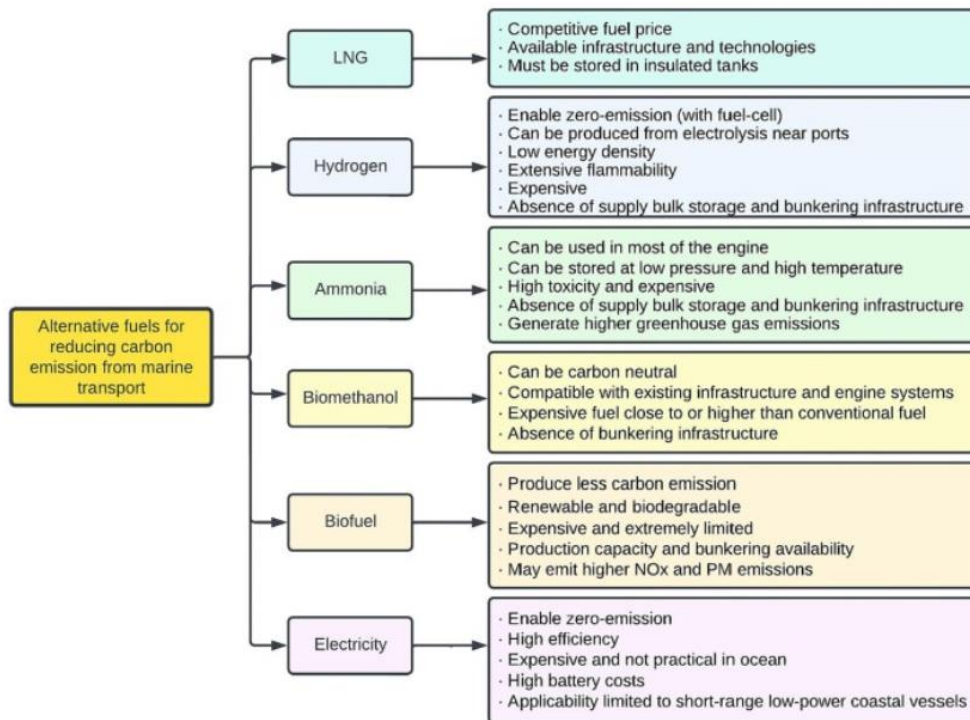 Alternative fuels for
reducing carbon
emission from marine
transport
LNG
· Competitive fuel price
· Available infrastructure and technologies
· Must be stored in insulated tanks
Hydrogen
· Enable zero-emission (with fuel-cell)
· Can be produced from electrolysis near ports
· Low energy density
· Extensive flammability
· Expensive
· Absence of supply bulk storage and bunkering infrastructure
Ammonia
· Can be used in most of the engine
· Can be stored at low pressure and high temperature
· High toxicity and expensive
· Absence of supply bulk storage and bunkering infrastructure
· Generate higher greenhouse gas emissions
Biomethanol
· Can be carbon neutral
· Compatible with existing infrastructure and engine systems
· Expensive fuel close to or higher than conventional fuel
· Absence of bunkering infrastructure
Biofuel
· Produce less carbon emission
· Renewable and biodegradable
· Expensive and extremely limited
· Production capacity and bunkering availability
· May emit higher NOx and PM emissions
Electricity
· Enable zero-emission
· High efficiency
· Expensive and not practical in ocean
· High battery costs
· Applicability limited to short-range low-power coastal vessels